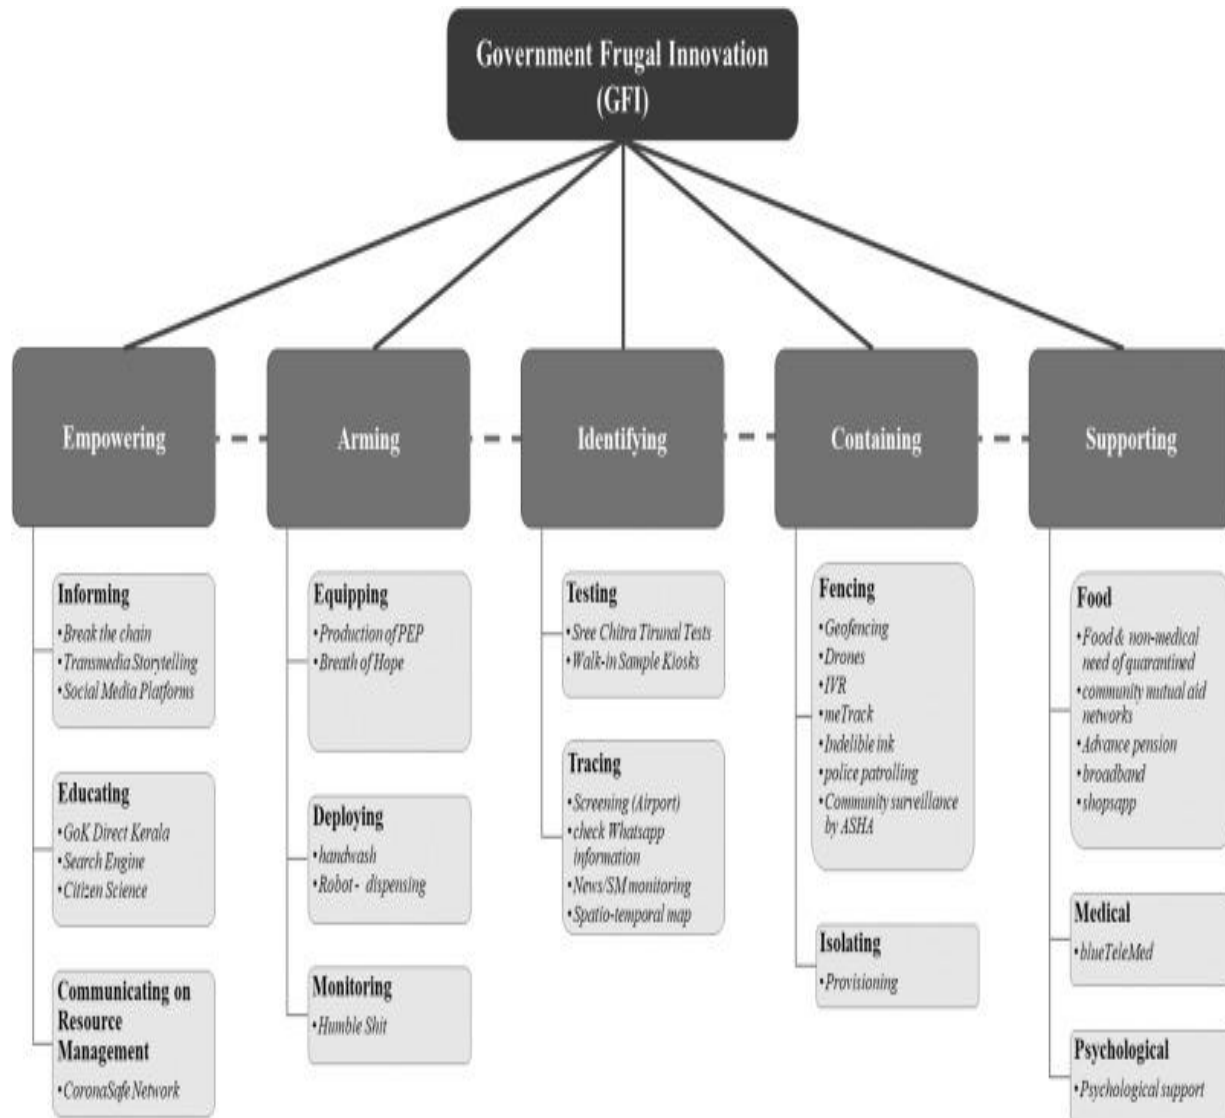 Government Frugal Innovation
(GFI)
Empowering
Arming
Identifying
Containing
Supporting
Informing
• Break the chain
• Transmedia Storytelling
• Social Media Platforms
Educating
• GoK Direct Kerala
• Search Engine
• Citizen Science
Communicating on
Resource
Management
• CoronaSafe Network
Equipping
• Production of PEP
• Breath of Hope
Deploying
• handwash
• Robot - dispensing
Monitoring
• Humble Shit
Testing
• Sree Chitra Tirunal Tests
• Walk-in Sample Kiosks
Tracing
• Screening (Airport)
• check Whatsapp
information
• News/SM monitoring
• Spatio-temporal map
Fencing
• Geofencing
• Drones
• IVR
• meTrack
• Indelible ink
• police patrolling
• Community surveillance
by ASHA
Isolating
• Provisioning
Food
• Food & non-medical
need of quarantined
• community mutual aid
networks
• Advance pension
• broadband
• shopsapp
Medical
• blueTeleMed
Psychological
• Psychological support